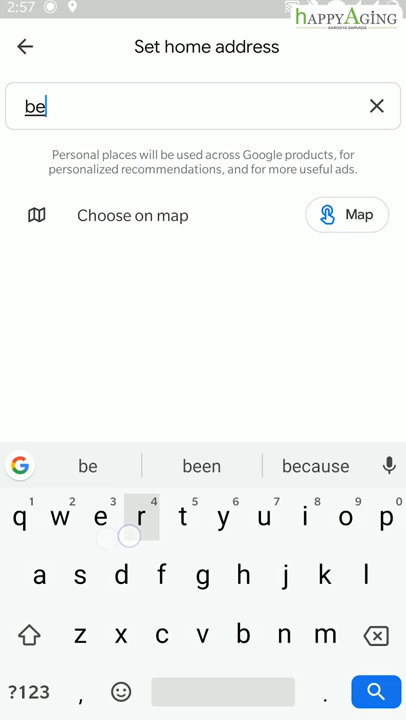 2:57
hAPPYAGiNG
AAROGYA SARVADA
Set home address
be
Personal places will be used across Google products, for
personalized recommendations, and for more useful ads.
Choose on map
Map
be been because
1 2 3 4 5 6 7 8 9 0
q w e r t y u i o p
a s d f g h j k l
z x c v b n m
?123 , .